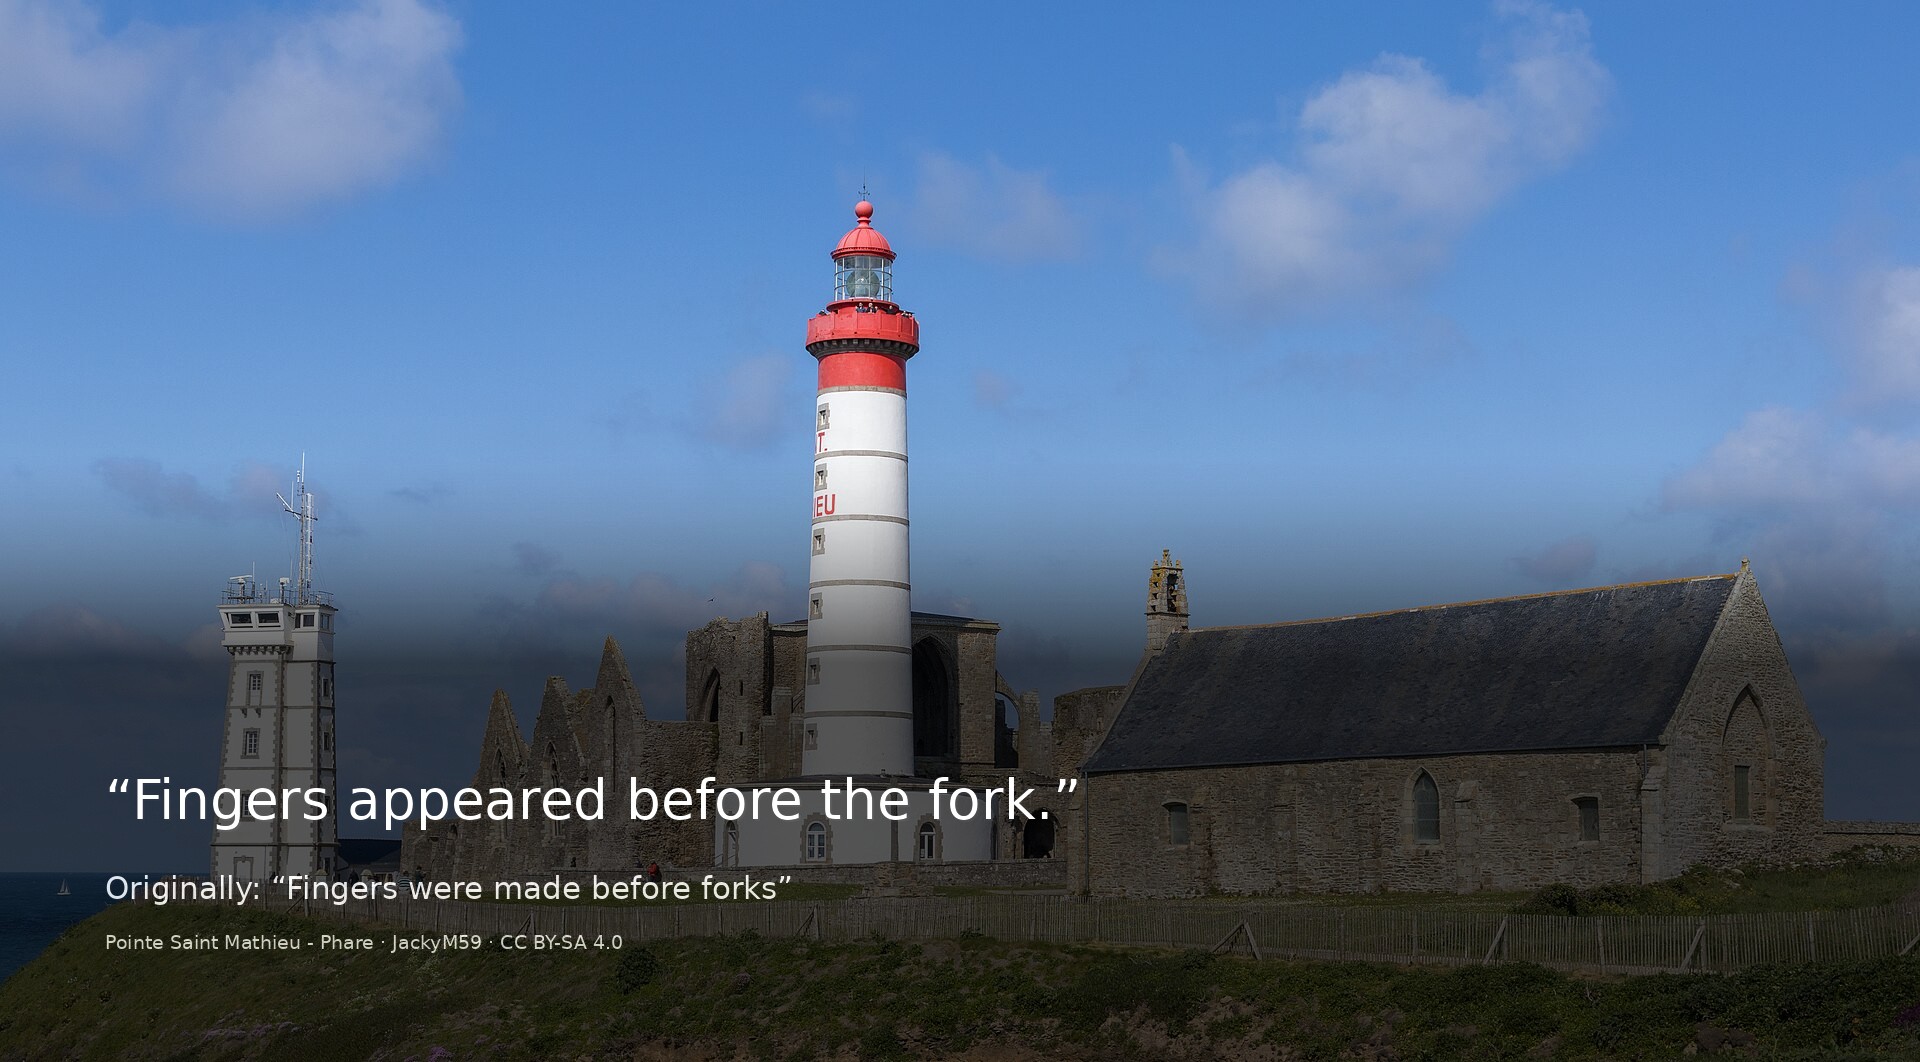 T.
IEU
“Fingers appeared before the fork.”
Originally: “Fingers were made before forks”
Pointe Saint Mathieu - Phare · JackyM59 · CC BY-SA 4.0